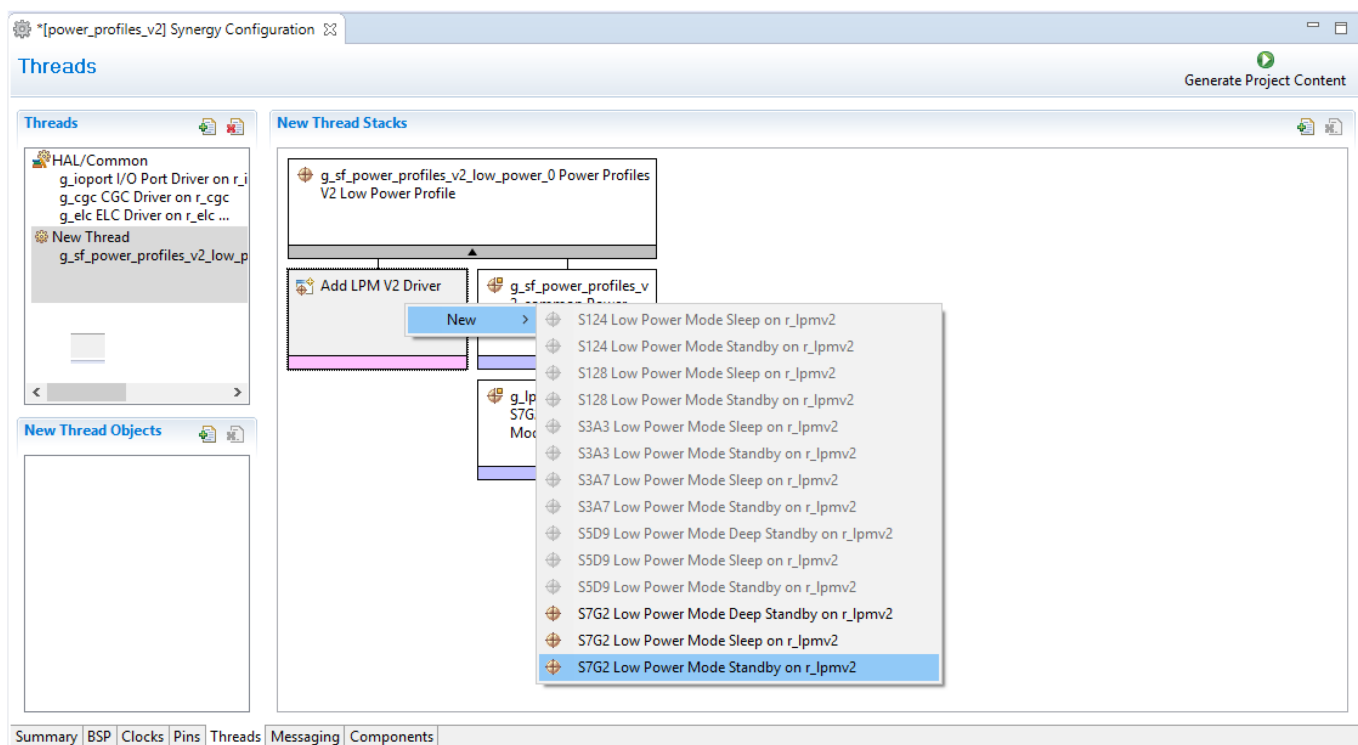 *[power_profiles_v2] Synergy Configuration
Threads
Generate Project Content
Threads
HAL/Common
g_ioport I/O Port Driver on r_i
g_cgc CGC Driver on r_cgc
g_elc ELC Driver on r_elc ...
New Thread
g_sf_power_profiles_v2_low_p
New Thread Objects
New Thread Stacks
g_sf_power_profiles_v2_low_power_0 Power Profiles
V2 Low Power Profile
Add LPM V2 Driver
g_sf_power_profiles_v
2_common Power
g_lp
S7G
Mod
New
S124 Low Power Mode Sleep on r_lpmv2
S124 Low Power Mode Standby on r_lpmv2
S128 Low Power Mode Sleep on r_lpmv2
S128 Low Power Mode Standby on r_lpmv2
S3A3 Low Power Mode Sleep on r_lpmv2
S3A3 Low Power Mode Standby on r_lpmv2
S3A7 Low Power Mode Sleep on r_lpmv2
S3A7 Low Power Mode Standby on r_lpmv2
S5D9 Low Power Mode Deep Standby on r_lpmv2
S5D9 Low Power Mode Sleep on r_lpmv2
S5D9 Low Power Mode Standby on r_lpmv2
S7G2 Low Power Mode Deep Standby on r_lpmv2
S7G2 Low Power Mode Sleep on r_lpmv2
S7G2 Low Power Mode Standby on r_lpmv2
Summary BSP Clocks Pins Threads Messaging Components